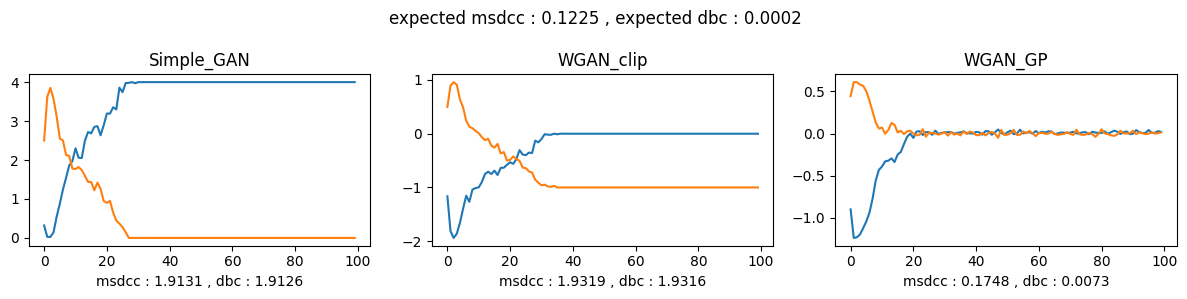 expected msdcc : 0.1225 , expected dbc : 0.0002
Simple_GAN
4
3
2
1
0
0 20 40 60 80 100
msdcc : 1.9131 , dbc : 1.9126
WGAN_clip
1
0
−1
−2
0 20 40 60 80 100
msdcc : 1.9319 , dbc : 1.9316
WGAN_GP
0.5
0.0
−0.5
−1.0
0 20 40 60 80 100
msdcc : 0.1748 , dbc : 0.0073